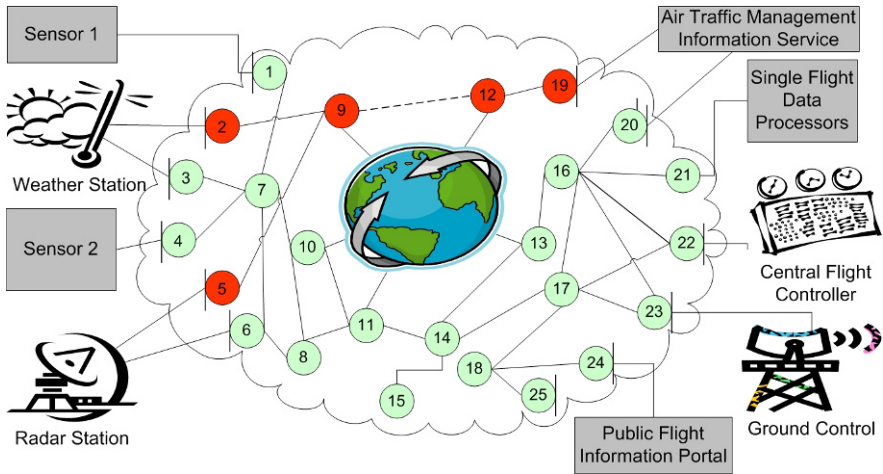 Sensor 1
Air Traffic Management
Information Service
1
19
Single Flight
Data
Processors
12
9
2
20
16
21
3
7
Weather Station
4
10
13
22
Sensor 2
Central Flight
Controller
5
17
23
6
11
14
8
18
24
15
25
Radar Station
Public Flight
Information Portal
Ground Control